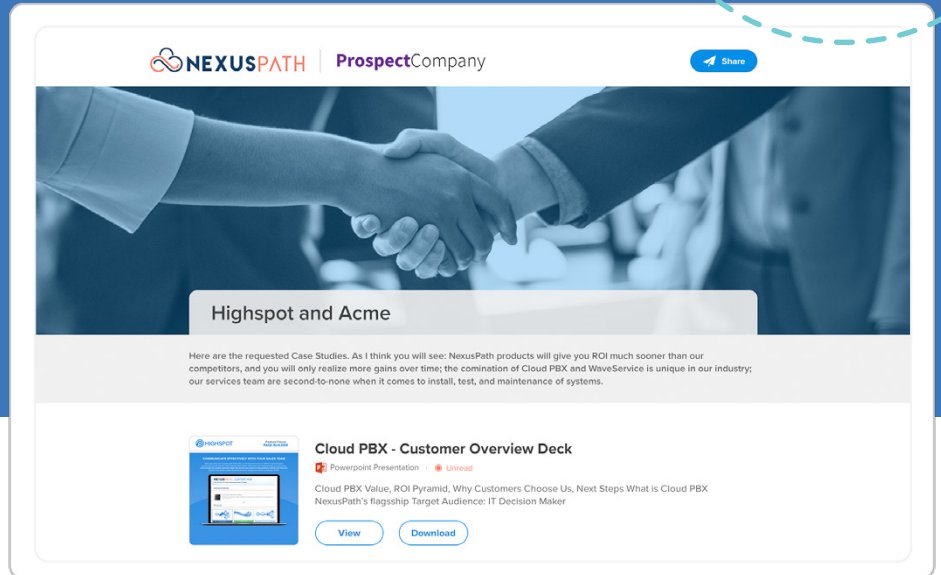 NEXUSPATH
ProspectCompany
Share
Highspot and Acme
Here are the requested Case Studies. As I think you will see: NexusPath products will give you ROI much sooner than our
competitors, and you will only realize more gains over time; the comination of Cloud PBX and WaveService is unique in our industry;
our services team are second-to-none when it comes to install, test, and maintenance of systems.
HIGHSPOT
Cloud PBX - Customer Overview Deck
Powerpoint Presentation
Unread
Cloud PBX Value, ROI Pyramid, Why Customers Choose Us, Next Steps What is Cloud PBX
NexusPath's flagsship Target Audience: IT Decision Maker
View
Download